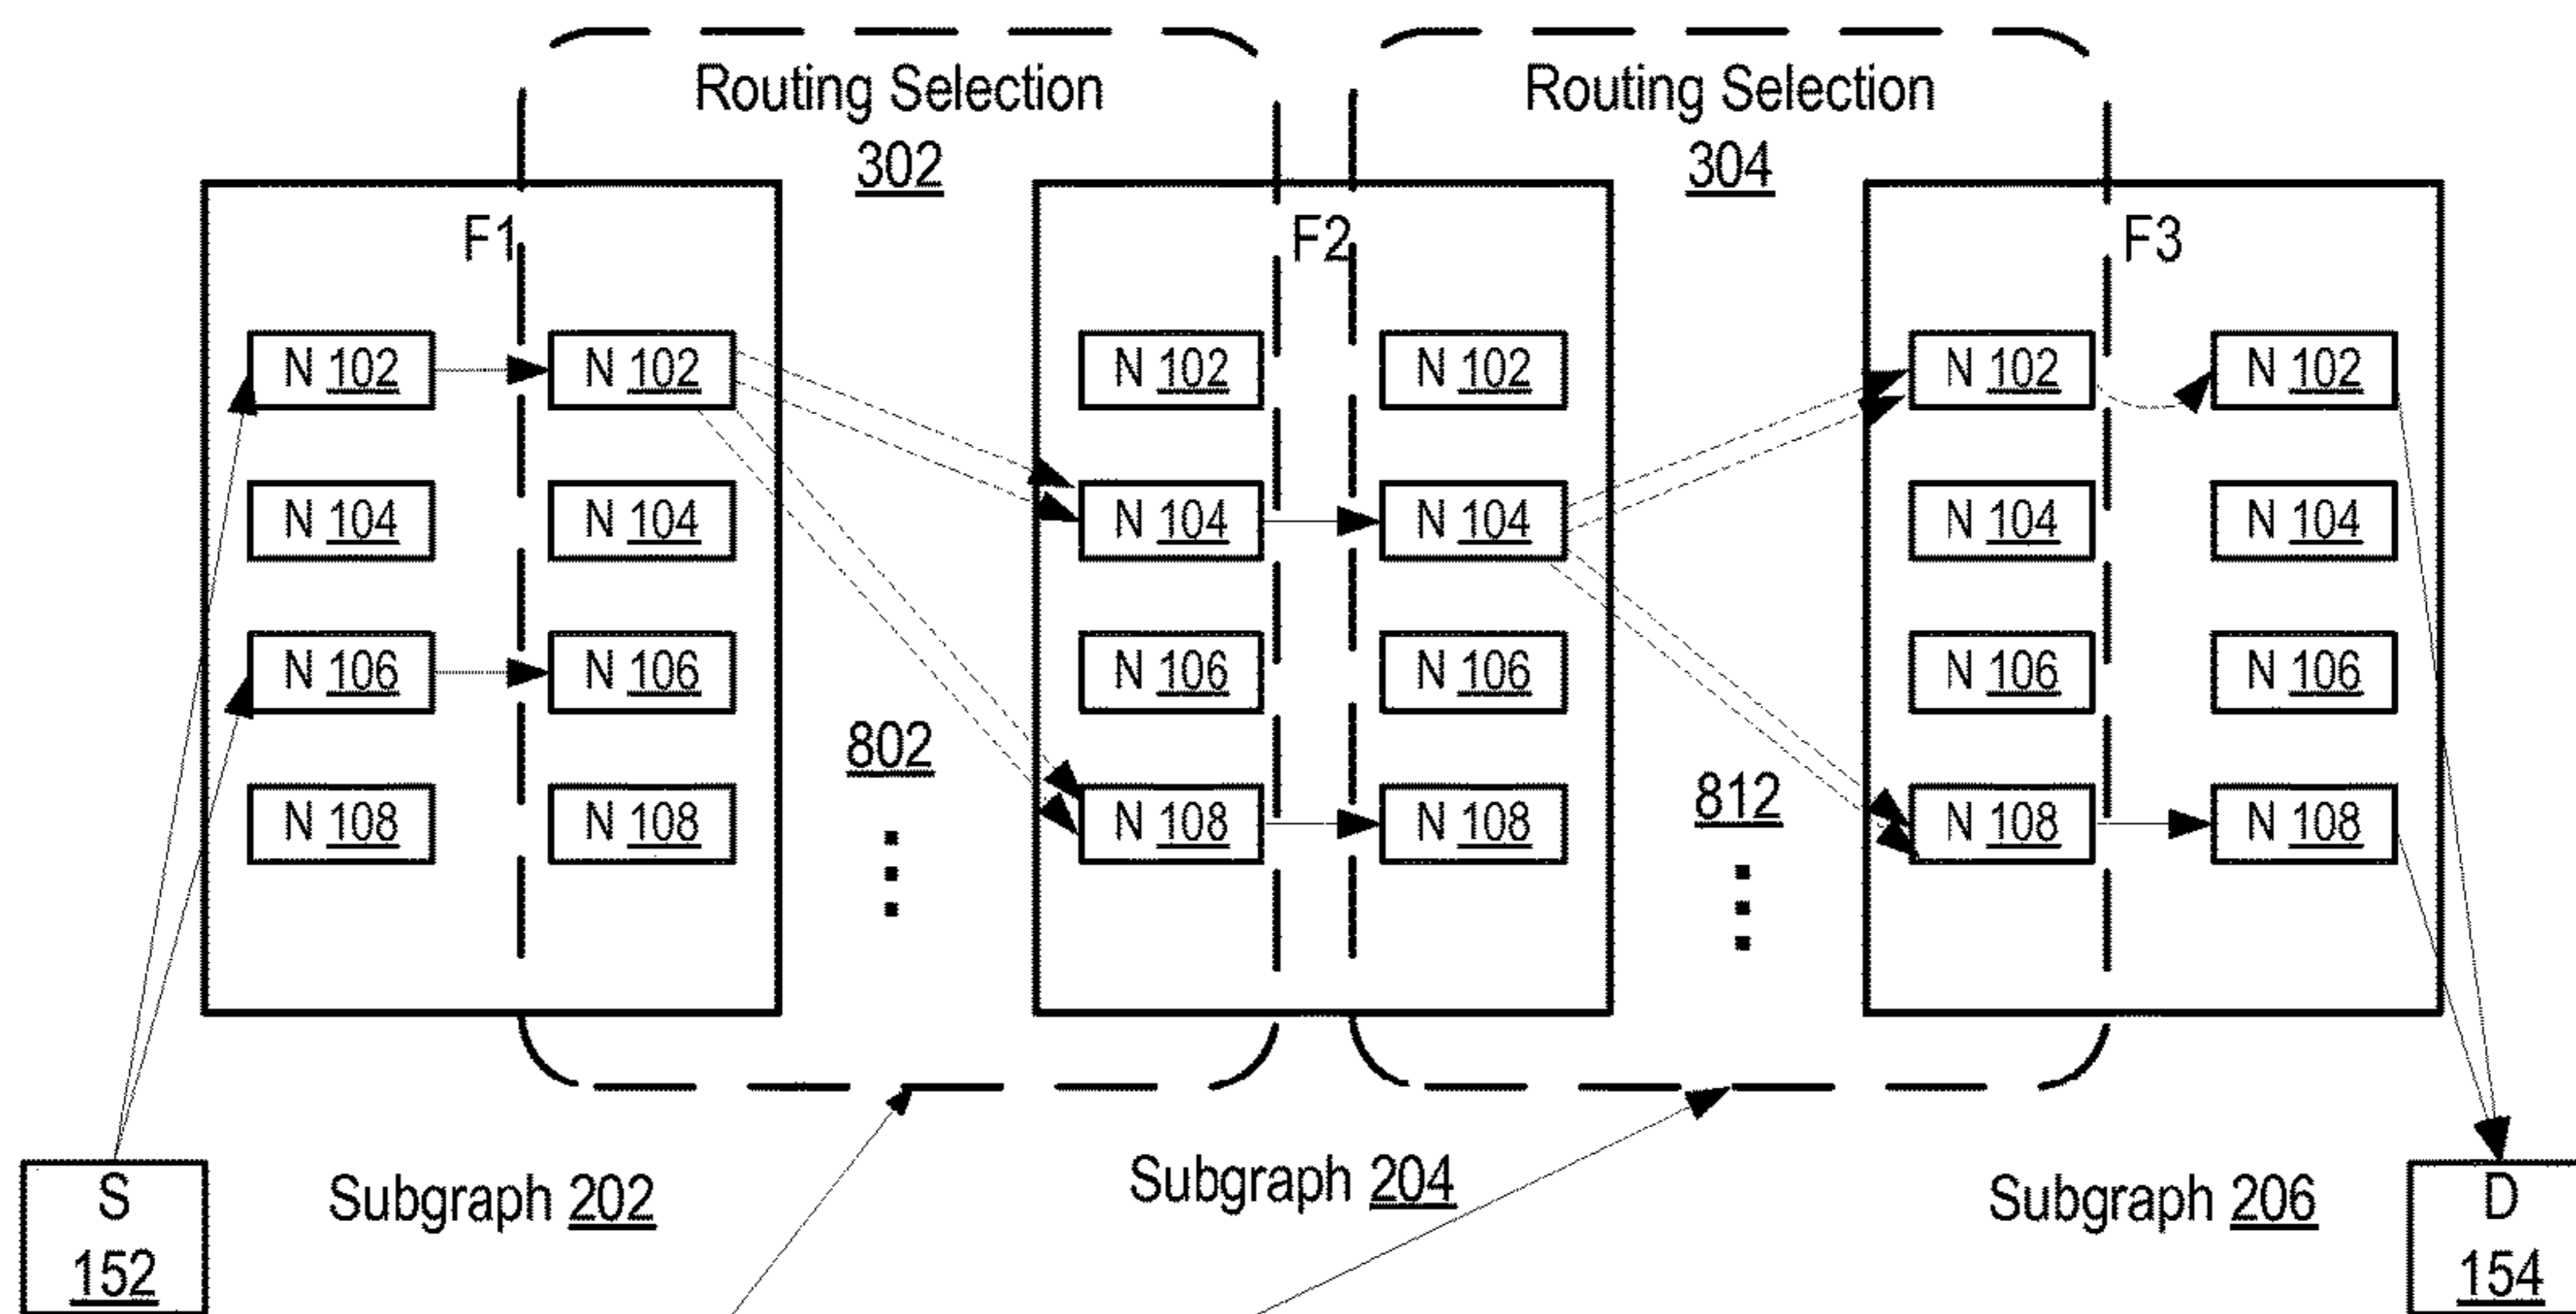 Routing Selection
302
Routing Selection
304
F1
F2
F3
N 102
N 102
N 102
N 102
N 102
N 102
N 104
N 104
N 104
N 104
N 104
N 104
N 106
N 106
N 106
N 106
N 106
N 106
802
812
N 108
N 108
N 108
N 108
N 108
N 108
S
152
Subgraph 202
Subgraph 204
Subgraph 206
D
154